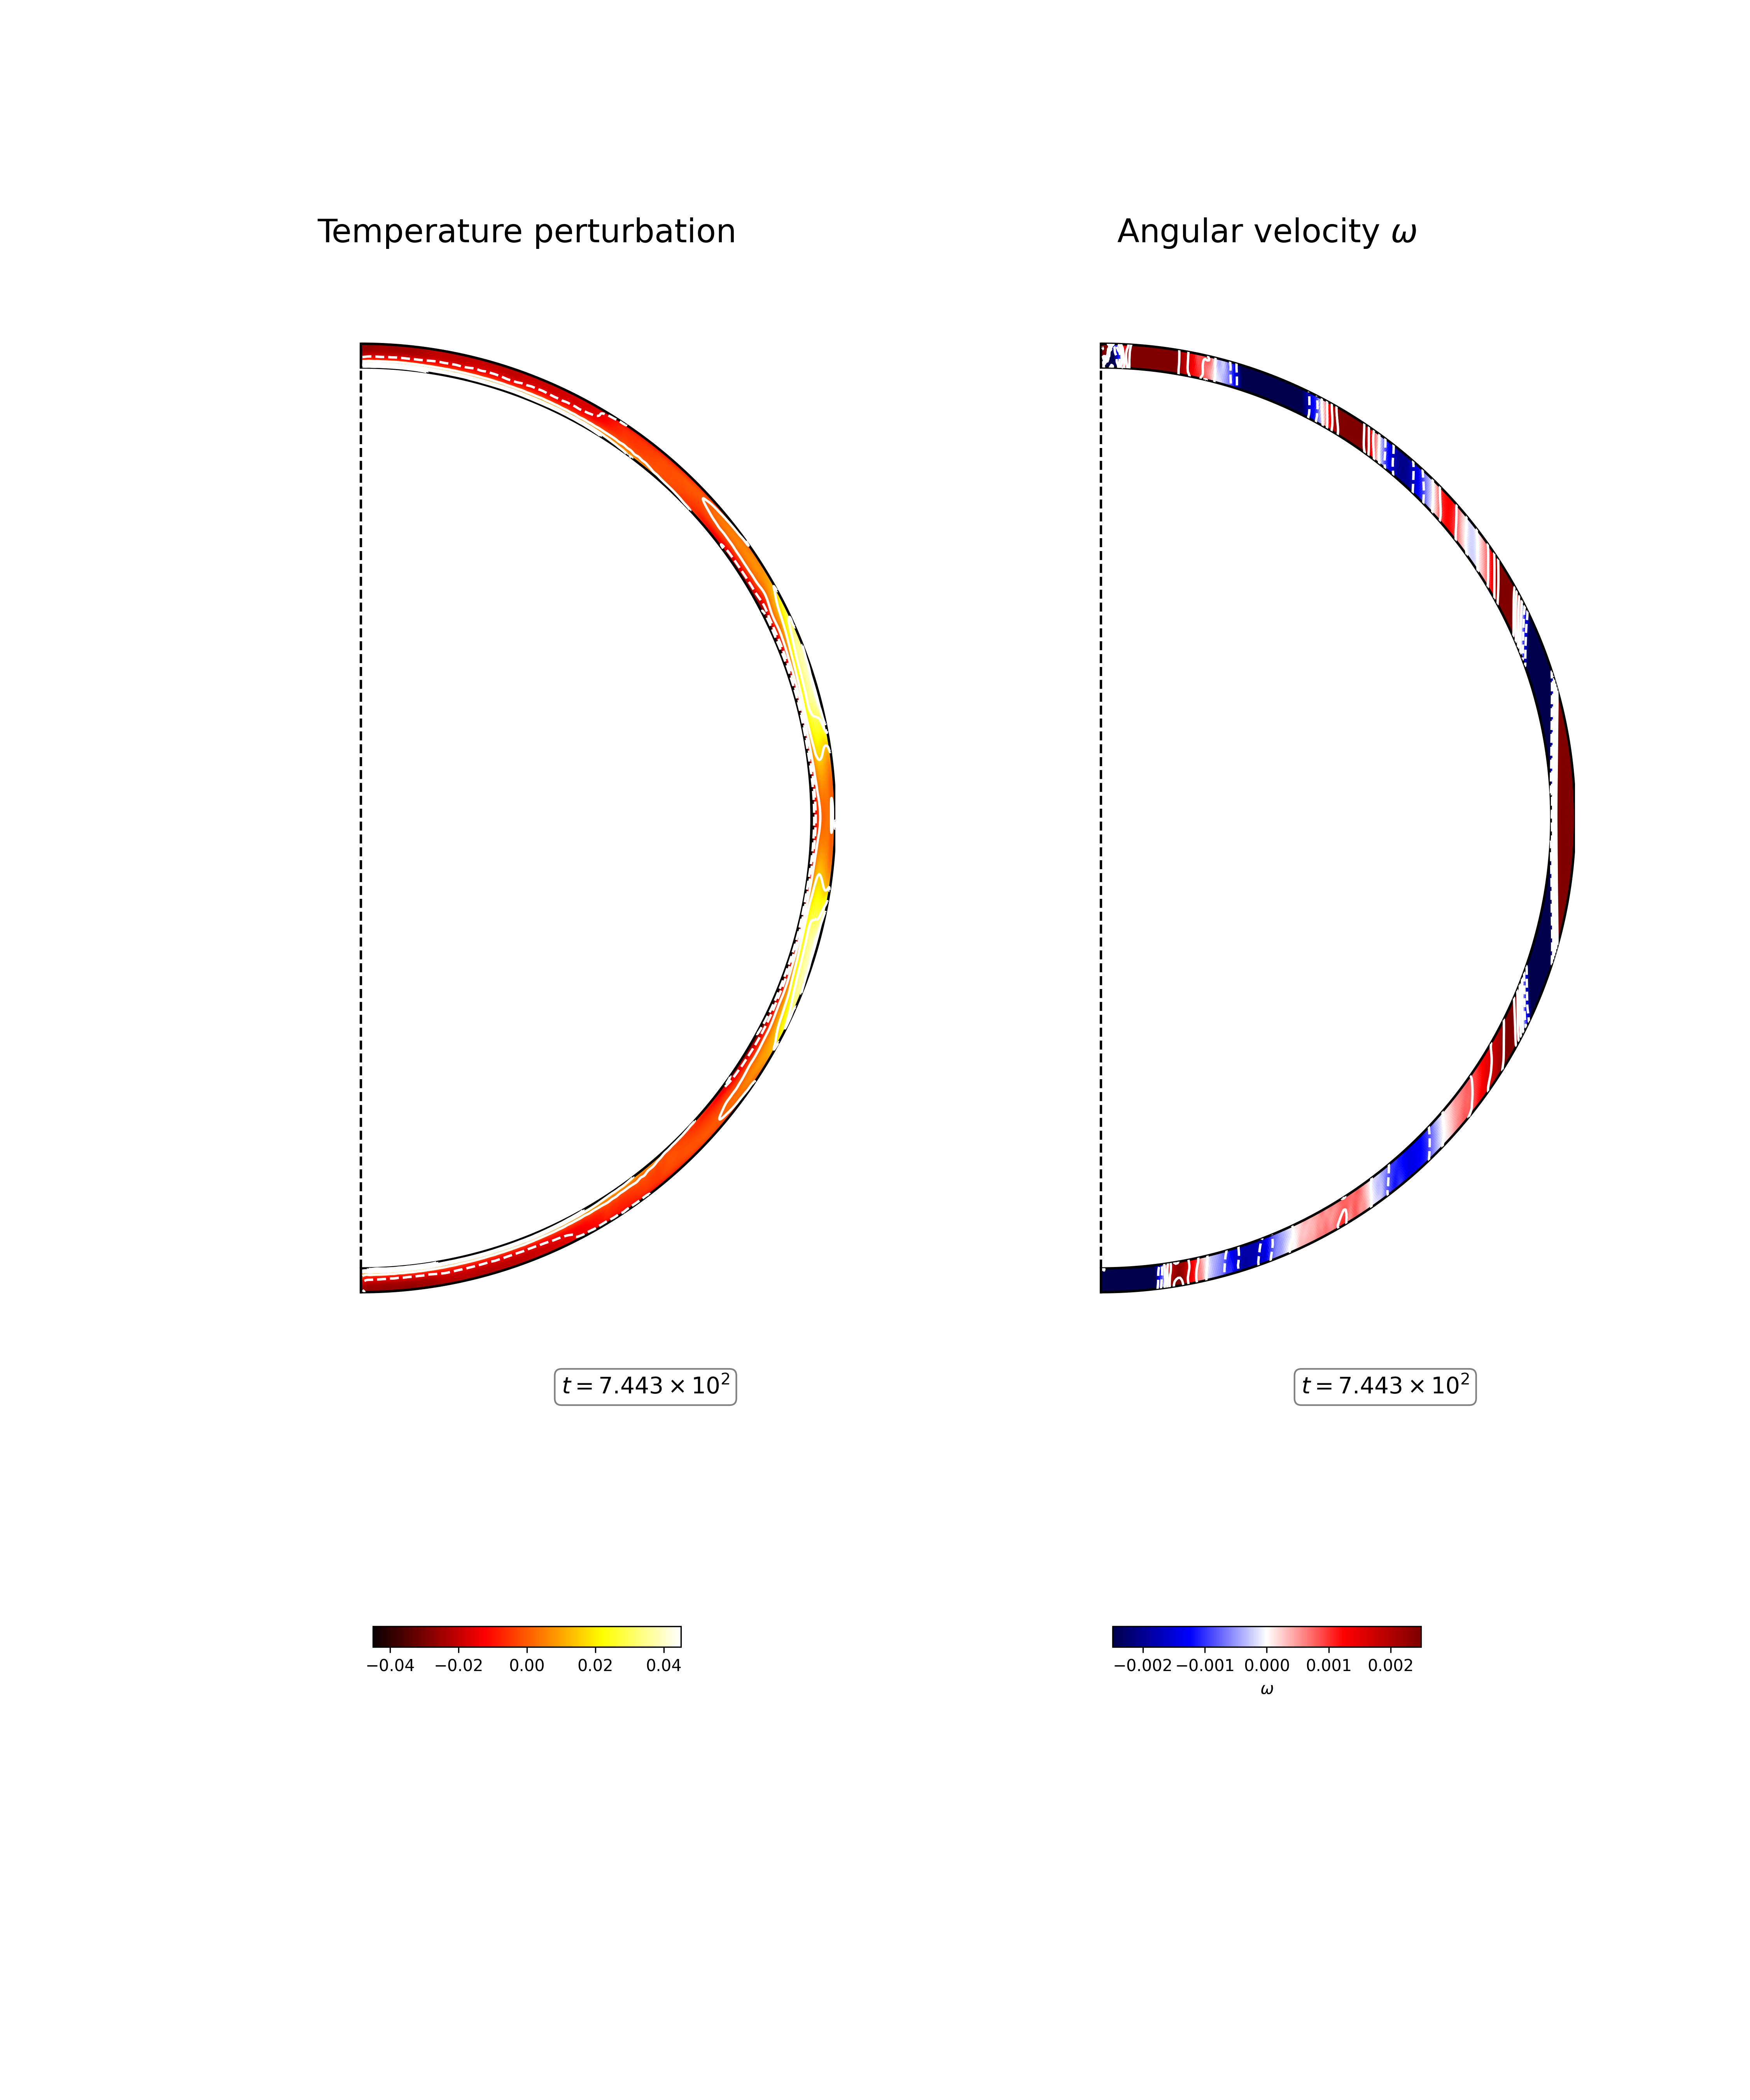 Temperature perturbation
Angular velocity ω
t = 7.443 × 10²
t = 7.443 × 10²
−0.04 −0.02 0.00 0.02 0.04
−0.002 −0.001 0.000 0.001 0.002
ω